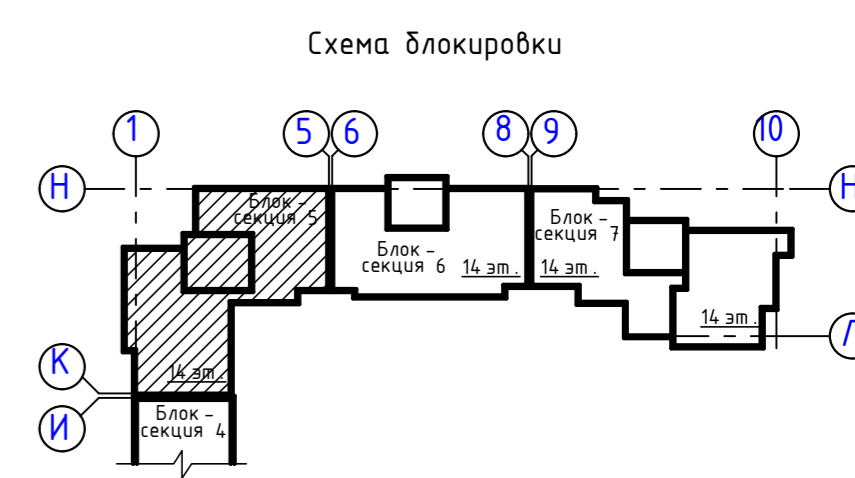 Схема блокировки
1
5
6
8
9
10
Н
Н
Блок –
секция 5
Блок –
секция 6
14 эт.
Блок –
секция 7
14 эт.
14 эт.
Л
14 эт.
К
И
Блок –
секция 4